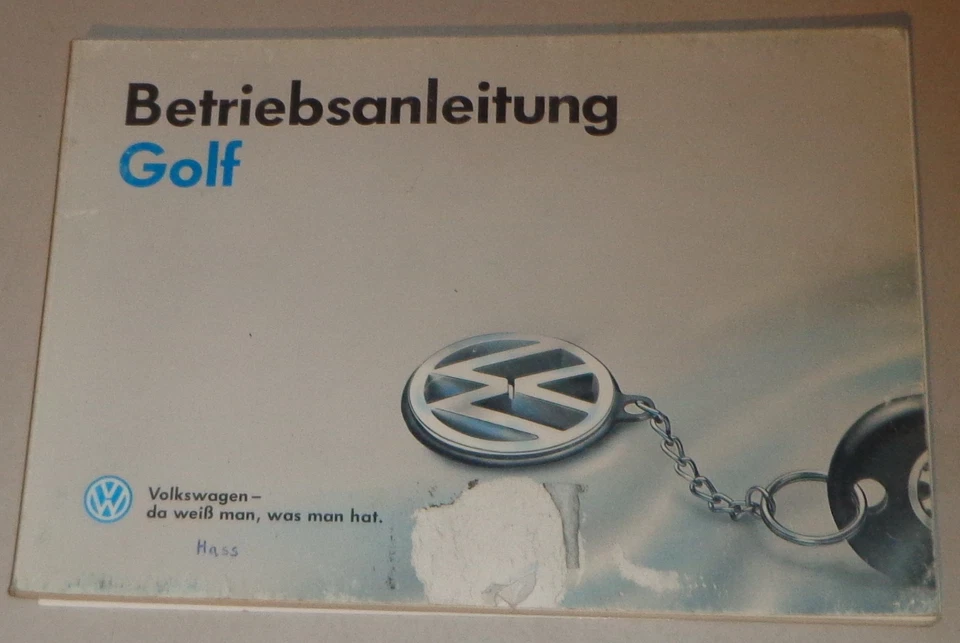 Betriebsanleitung
Golf
Volkswagen –
da weiß man, was man hat.
Hass